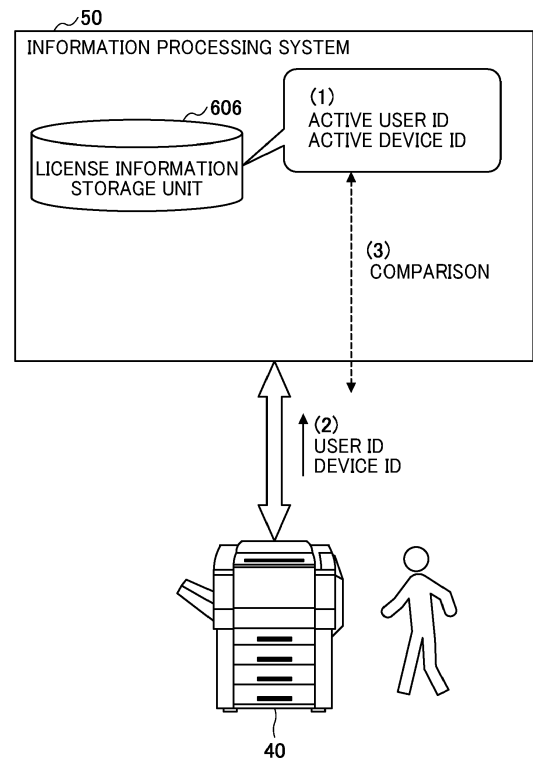 50
INFORMATION PROCESSING SYSTEM
606
(1)
ACTIVE USER ID
ACTIVE DEVICE ID
LICENSE INFORMATION
STORAGE UNIT
(3)
COMPARISON
(2)
USER ID
DEVICE ID
40